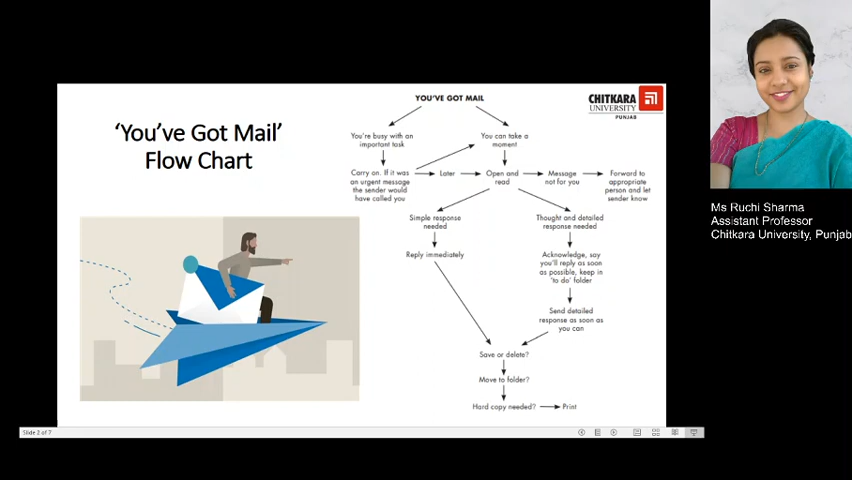 'You've Got Mail'
Flow Chart
YOU'VE GOT MAIL
CHITKARA
UNIVERSITY
PUNJAB
You're busy with an
important task
You can take a
moment
Carry on. If it was
an urgent message
the sender would
have called you
Later
Open and
read
Message
not for you
Forward to
appropriate
person and let
sender know
Simple response
needed
Thought and detailed
response needed
Reply immediately
Acknowledge, say
you'll reply as soon
as possible, keep in
'to do' folder
Send detailed
response as soon as
you can
Save or delete?
Move to folder?
Hard copy needed?
Print
Slide 2 of 7
Ms Ruchi Sharma
Assistant Professor
Chitkara University, Punjab